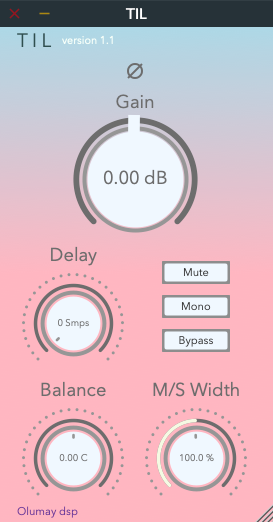 TIL
TIL version 1.1
Ø
Gain
0.00 dB
Delay
0 Smps
Mute
Mono
Bypass
Balance
M/S Width
0.00 C
100.0 %
Olumay dsp